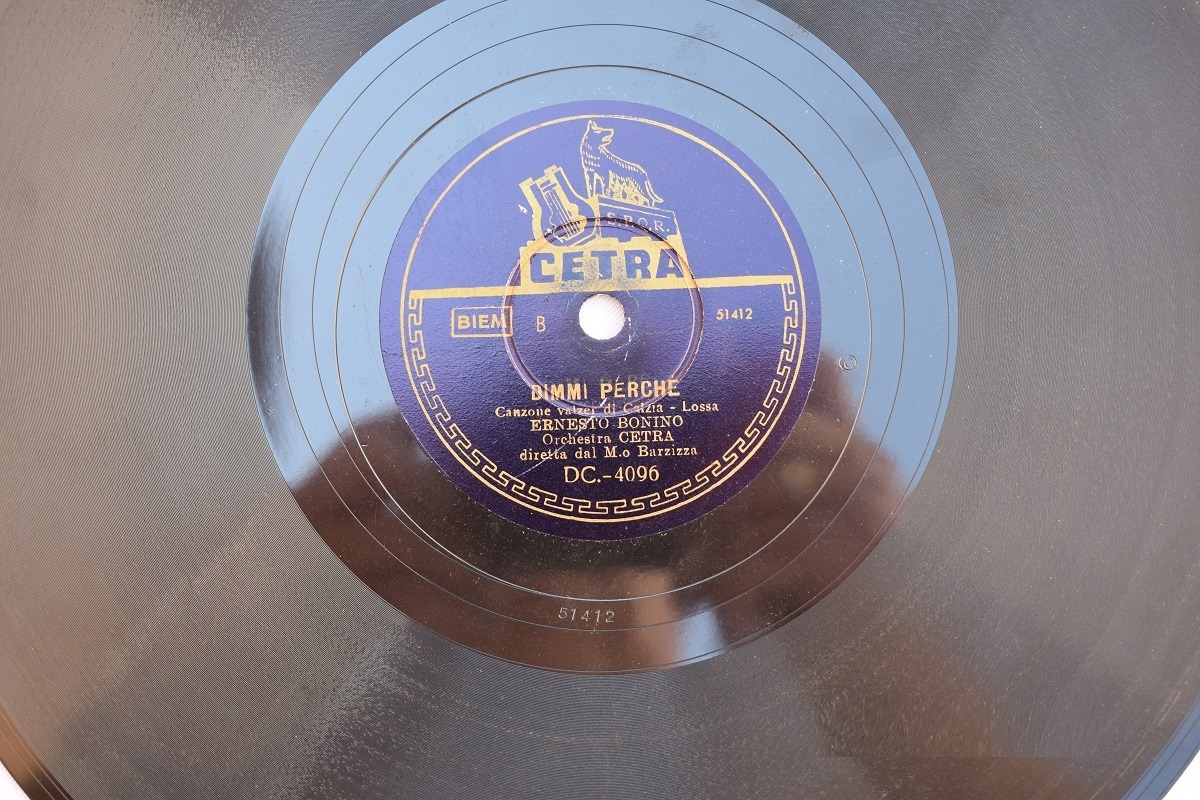 S.P.Q.R.
CETRA
BIEM B 51412
DIMMI PERCHE
Canzone valzer di Calzia - Lossa
ERNESTO BONINO
Orchestra CETRA
diretta dal M.o Barzizza
DC.-4096
C
51412